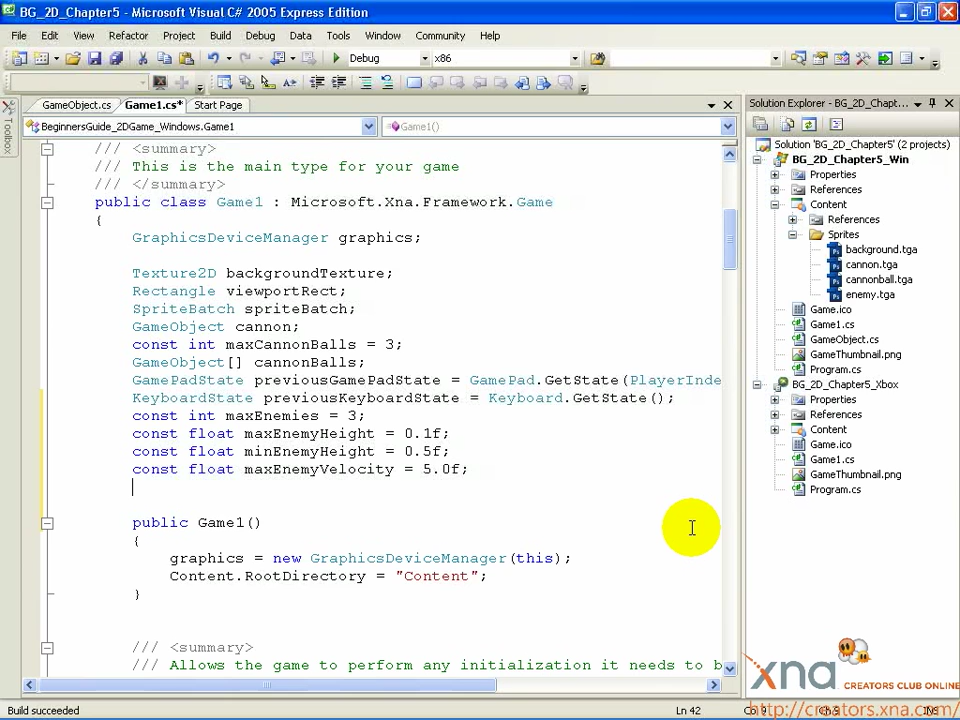 BG_2D_Chapter5 - Microsoft Visual C# 2005 Express Edition
File Edit View Refactor Project Build Debug Data Tools Window Community Help
Debug x86
GameObject.cs Game1.cs* Start Page
BeginnersGuide_2DGame_Windows.Game1 Game1()
Toolbox
/// <summary>
/// This is the main type for your game
/// </summary>
public class Game1 : Microsoft.Xna.Framework.Game
{
GraphicsDeviceManager graphics;
Texture2D backgroundTexture;
Rectangle viewportRect;
SpriteBatch spriteBatch;
GameObject cannon;
const int maxCannonBalls = 3;
GameObject[] cannonBalls;
GamePadState previousGamePadState = GamePad.GetState(PlayerInde
KeyboardState previousKeyboardState = Keyboard.GetState();
const int maxEnemies = 3;
const float maxEnemyHeight = 0.1f;
const float minEnemyHeight = 0.5f;
const float maxEnemyVelocity = 5.0f;
public Game1()
{
graphics = new GraphicsDeviceManager(this);
Content.RootDirectory = "Content";
}
/// <summary>
/// Allows the game to perform any initialization it needs to b
Solution Explorer - BG_2D_Chapt...
Solution 'BG_2D_Chapter5' (2 projects)
BG_2D_Chapter5_Win
Properties
References
Content
References
Sprites
background.tga
cannon.tga
cannonball.tga
enemy.tga
Game.ico
Game1.cs
GameObject.cs
GameThumbnail.png
Program.cs
BG_2D_Chapter5_Xbox
Properties
References
Content
Game.ico
Game1.cs
GameThumbnail.png
Program.cs
xna CREATORS CLUB ONLINE
http://creators.xna.com/
Build succeeded Ln 42 Col 9